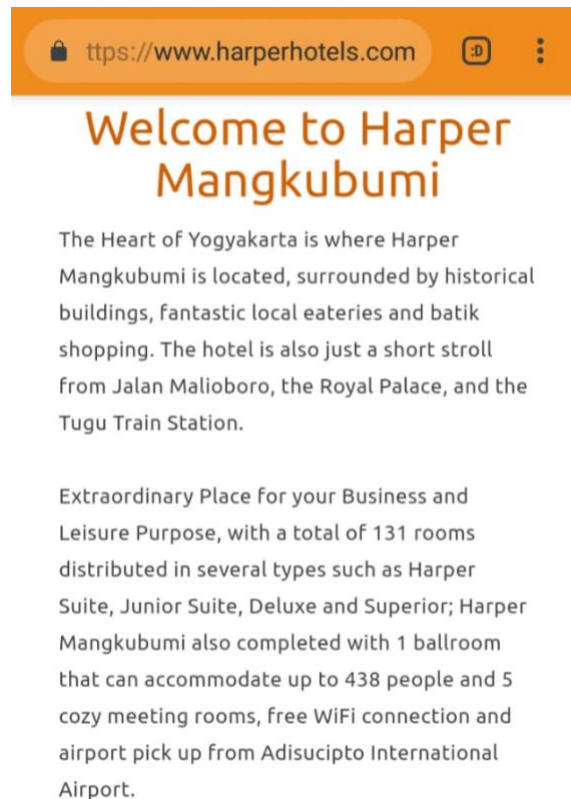 ttps://www.harperhotels.com :D
Welcome to Harper
Mangkubumi
The Heart of Yogyakarta is where Harper
Mangkubumi is located, surrounded by historical
buildings, fantastic local eateries and batik
shopping. The hotel is also just a short stroll
from Jalan Malioboro, the Royal Palace, and the
Tugu Train Station.
Extraordinary Place for your Business and
Leisure Purpose, with a total of 131 rooms
distributed in several types such as Harper
Suite, Junior Suite, Deluxe and Superior; Harper
Mangkubumi also completed with 1 ballroom
that can accommodate up to 438 people and 5
cozy meeting rooms, free WiFi connection and
airport pick up from Adisucipto International
Airport.